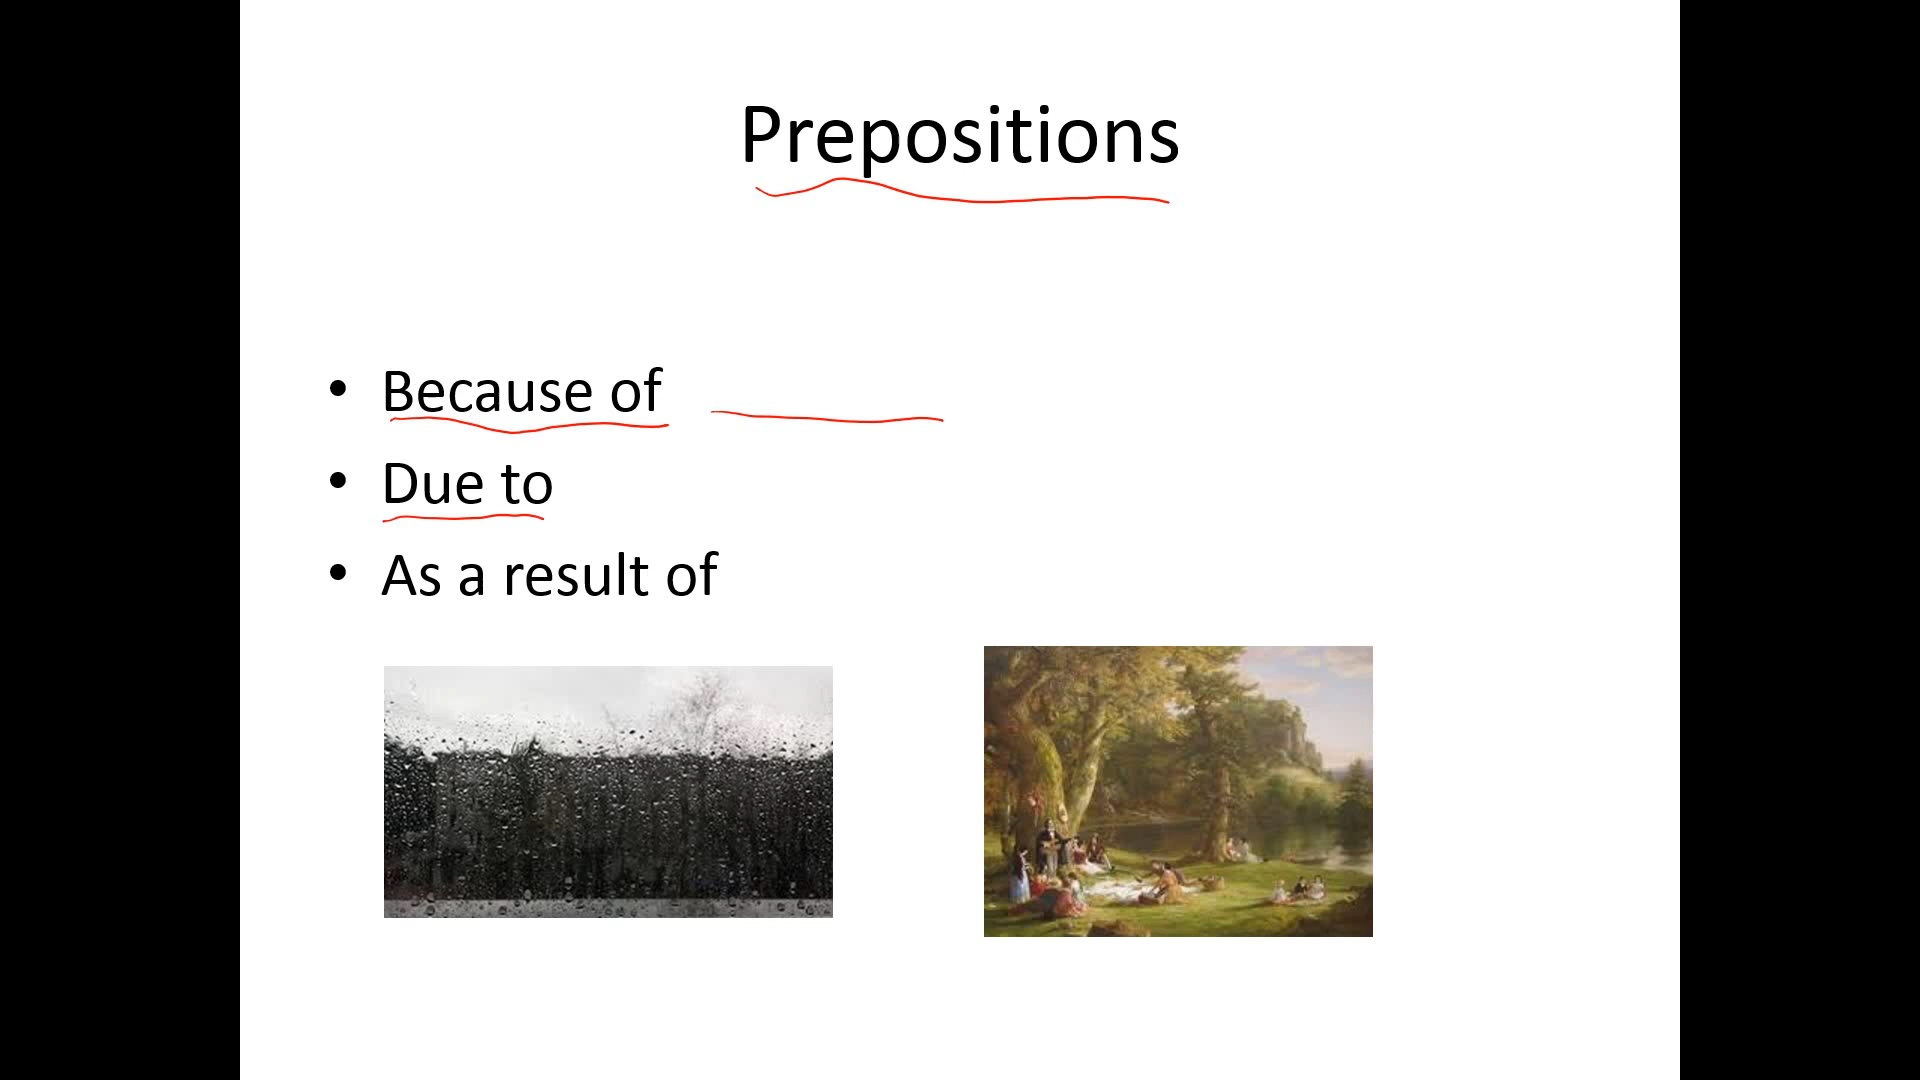 Prepositions
• Because of
• Due to
• As a result of